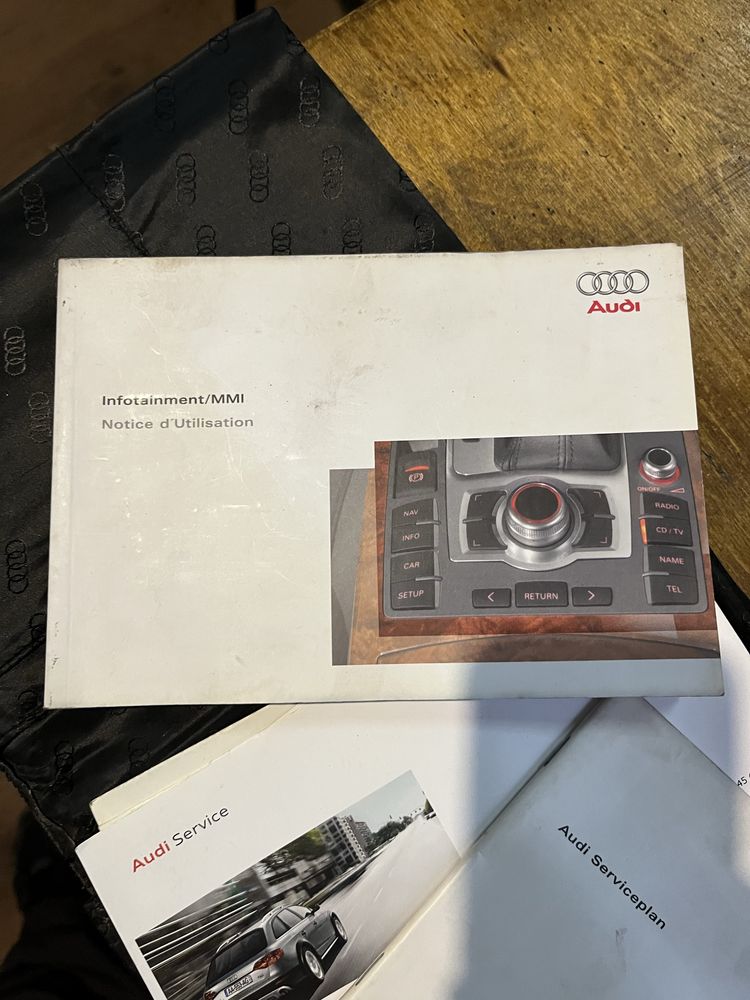 Audi
Infotainment/MMI
Notice d'Utilisation
NAV
INFO
CAR
SETUP
ON/OFF
RADIO
CD / TV
NAME
TEL
RETURN
Audi Service
Audi Serviceplan
45